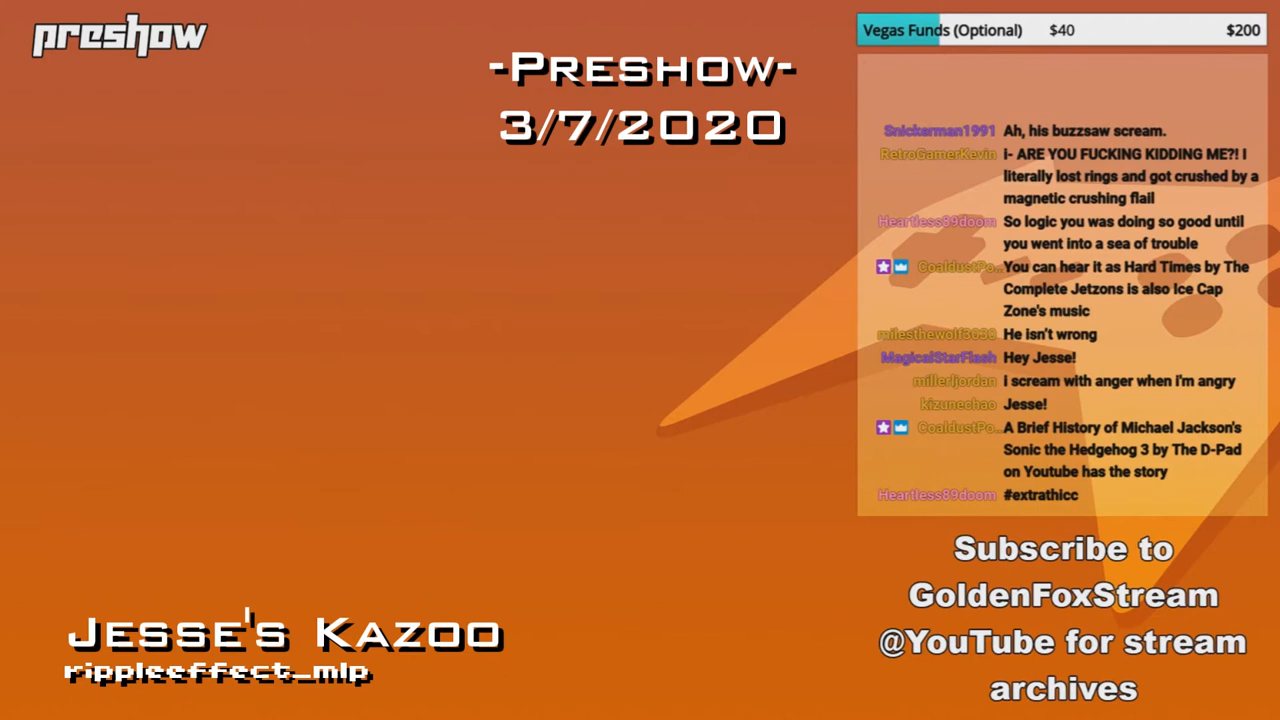 preshow
-Preshow-
3/7/2020
Vegas Funds (Optional) $40 $200
Snickerman1991 Ah, his buzzsaw scream.
RetroGamerKevin i- ARE YOU FUCKING KIDDING ME?! I
literally lost rings and got crushed by a
magnetic crushing flail
Heartless89doom So logic you was doing so good until
you went into a sea of trouble
CoaldustPo... You can hear it as Hard Times by The
Complete Jetzons is also Ice Cap
Zone's music
milesthewolf3030 He isn't wrong
MagicalStarFlash Hey Jesse!
millerljordan i scream with anger when I'm angry
kizunechao Jesse!
CoaldustPo... A Brief History of Michael Jackson's
Sonic the Hedgehog 3 by The D-Pad
on Youtube has the story
Heartless89doom #extrathicc
Subscribe to
GoldenFoxStream
@YouTube for stream
archives
Jesse's Kazoo
rippleeffect_mlp